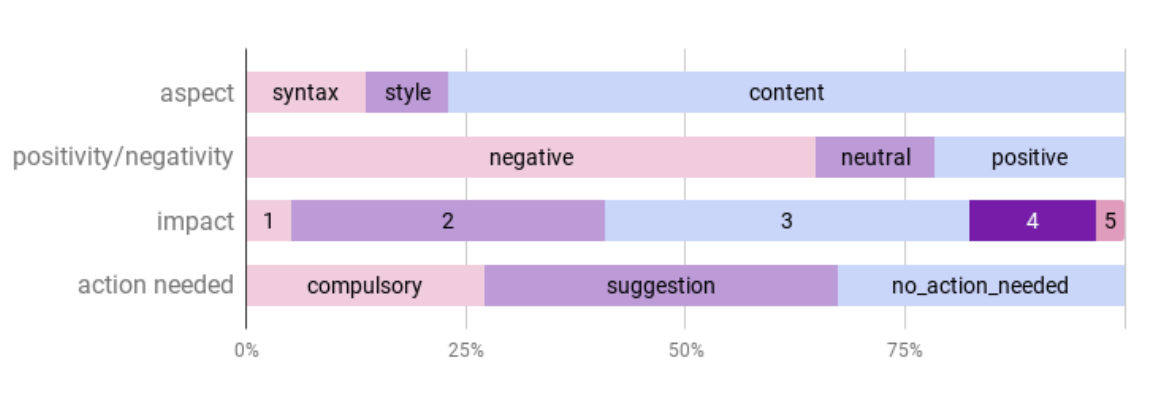 aspect syntax style content
positivity/negativity negative neutral positive
impact 1 2 3 4 5
action needed compulsory suggestion no_action_needed
0% 25% 50% 75%